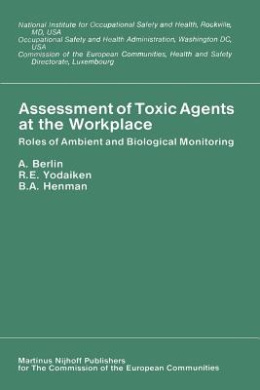 National Institute for Occupational Safety and Health, Rockville,
MD, USA
Occupational Safety and Health Administration, Washington DC,
USA
Commission of the European Communities, Health and Safety
Directorate, Luxembourg
Assessment of Toxic Agents
at the Workplace
Roles of Ambient and Biological Monitoring
A. Berlin
R.E. Yodaiken
B.A. Henman
Martinus Nijhoff Publishers
for The Commission of the European Communities